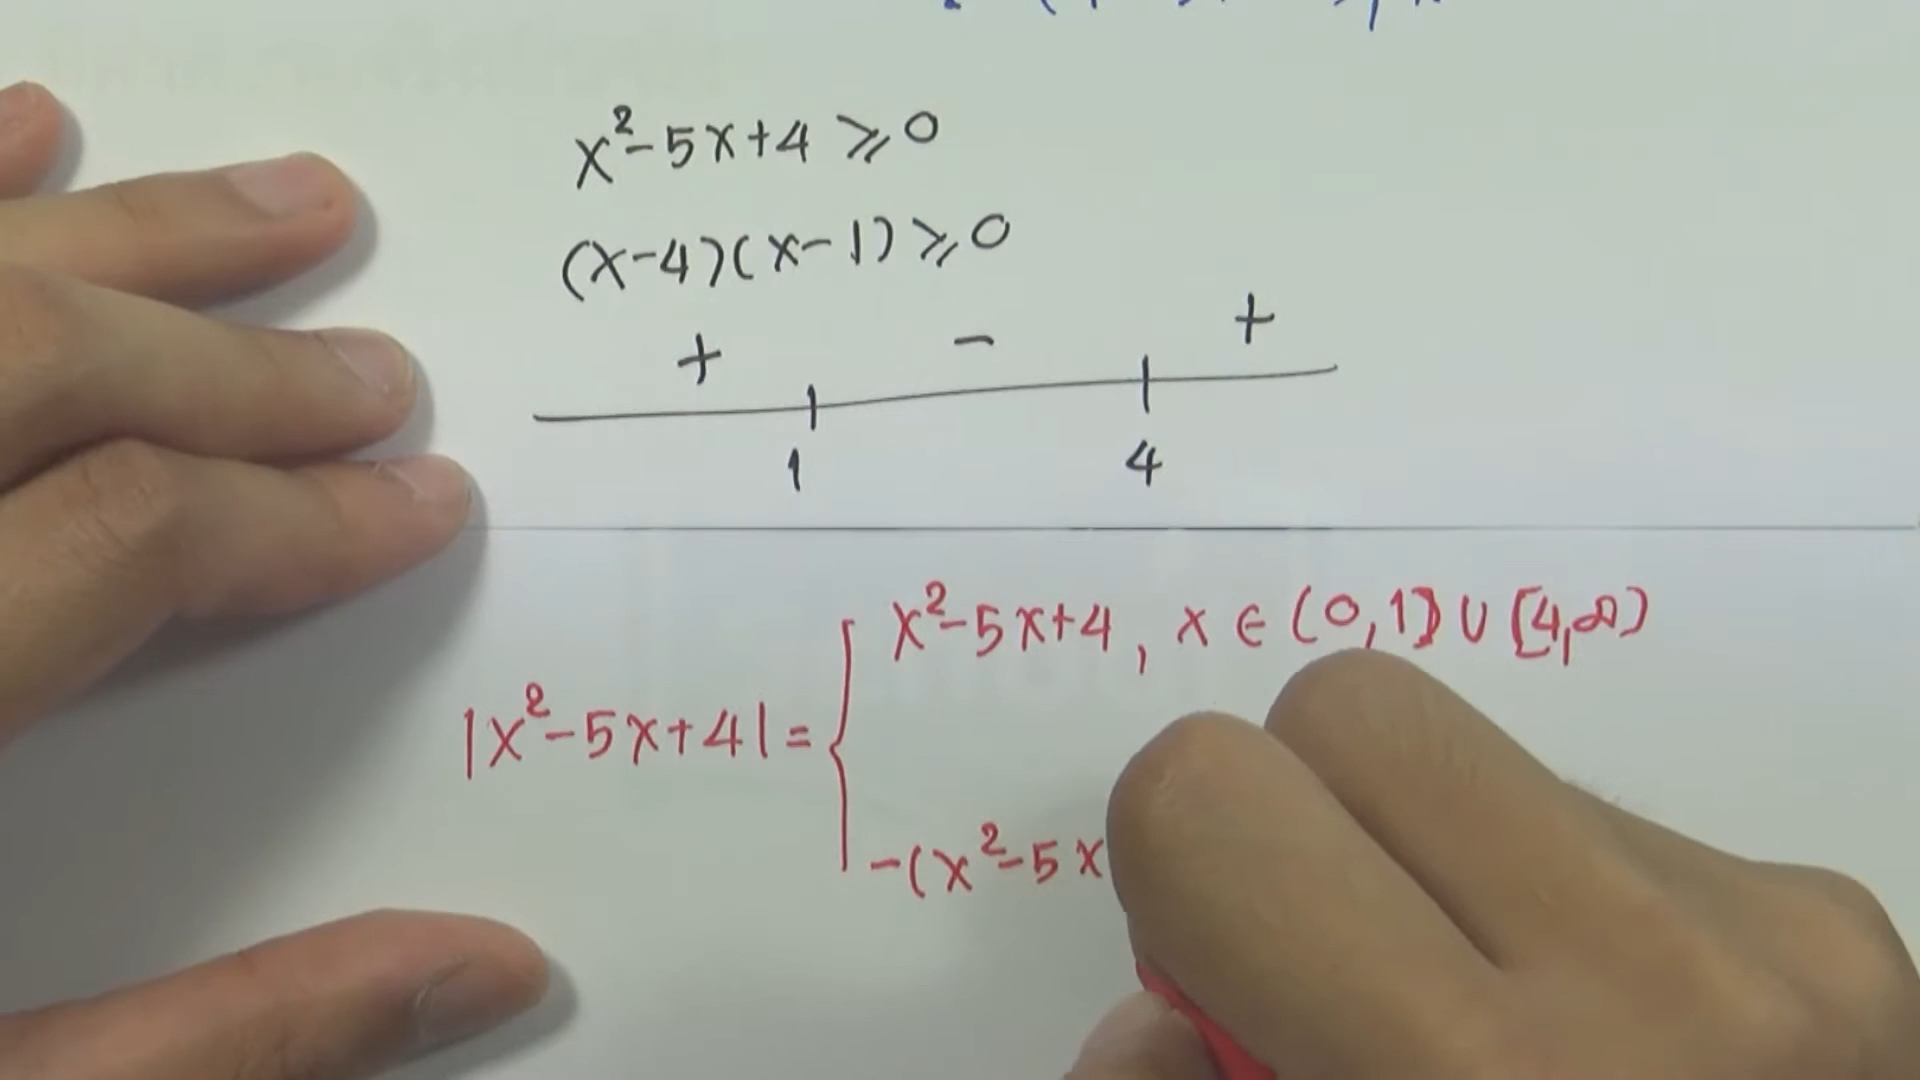 x²-5x+4 ⩾ 0
(x-4)(x-1) ⩾ 0
+ - +
1 4
x²-5x+4, x ∈ (0,1] ∪ [4,∞)
|x²-5x+4| =
-(x²-5x